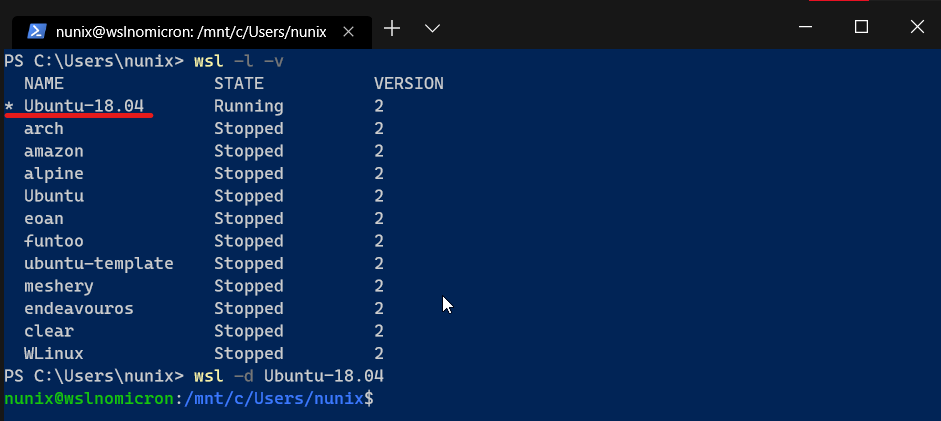 nunix@wslnomicron: /mnt/c/Users/nunix
PS C:\Users\nunix> wsl -l -v
  NAME               STATE           VERSION
* Ubuntu-18.04       Running         2
  arch               Stopped         2
  amazon             Stopped         2
  alpine             Stopped         2
  Ubuntu             Stopped         2
  eoan               Stopped         2
  funtoo             Stopped         2
  ubuntu-template    Stopped         2
  meshery            Stopped         2
  endeavouros        Stopped         2
  clear              Stopped         2
  WLinux             Stopped         2
PS C:\Users\nunix> wsl -d Ubuntu-18.04
nunix@wslnomicron:/mnt/c/Users/nunix$